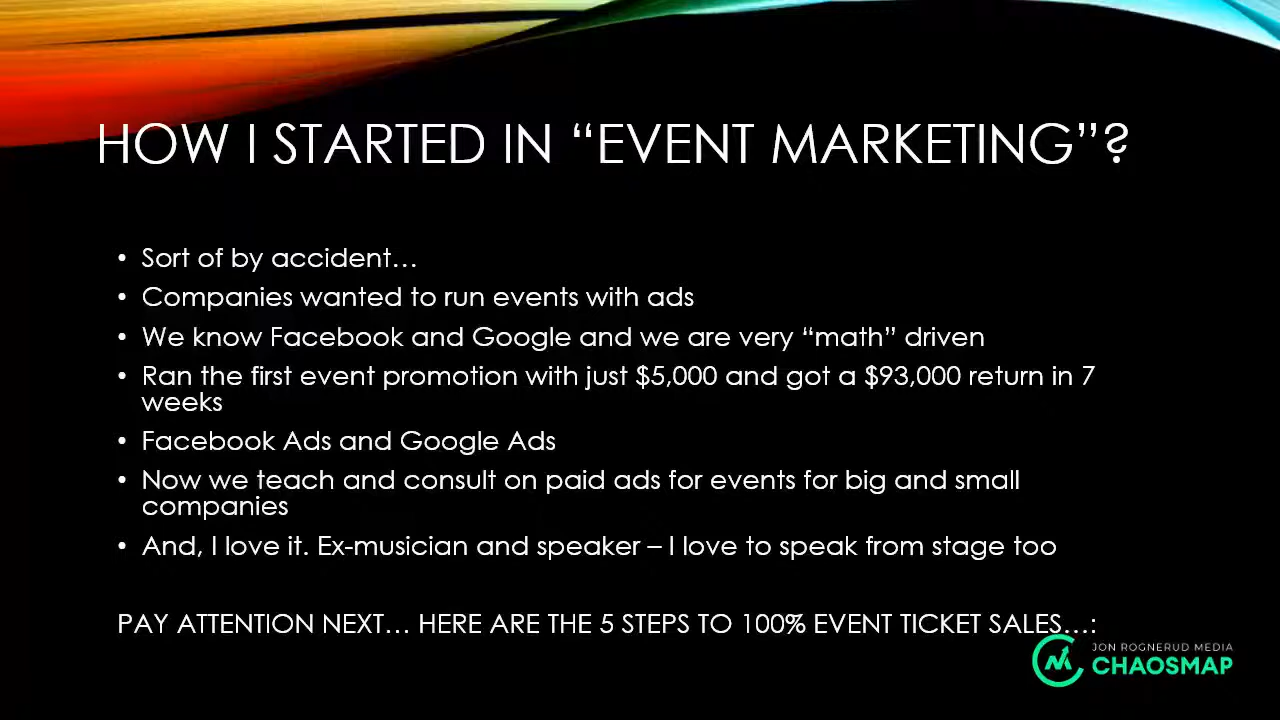 HOW I STARTED IN “EVENT MARKETING”?
• Sort of by accident…
• Companies wanted to run events with ads
• We know Facebook and Google and we are very “math” driven
• Ran the first event promotion with just $5,000 and got a $93,000 return in 7
weeks
• Facebook Ads and Google Ads
• Now we teach and consult on paid ads for events for big and small
companies
• And, I love it. Ex-musician and speaker – I love to speak from stage too
PAY ATTENTION NEXT… HERE ARE THE 5 STEPS TO 100% EVENT TICKET SALES…:
JON ROGNERUD MEDIA
CHAOSMAP